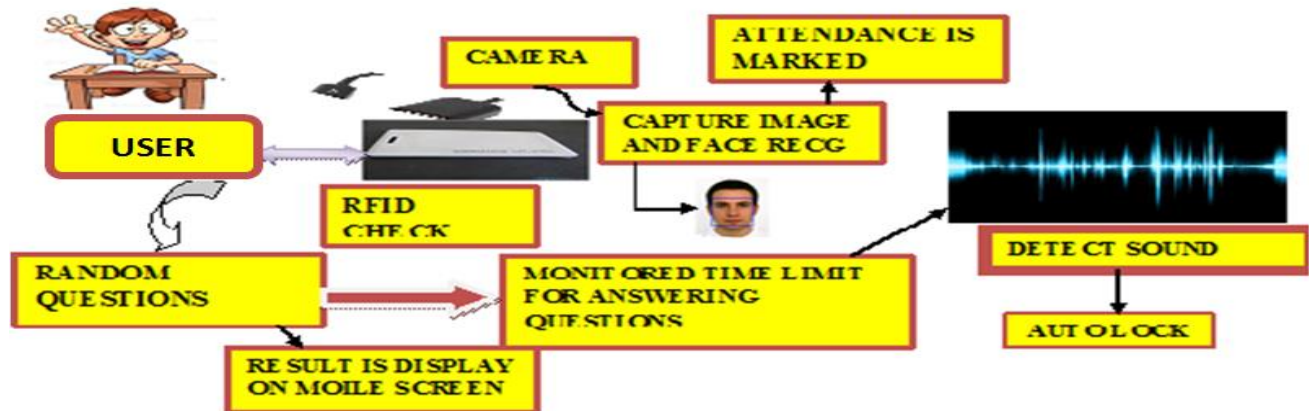 ATTENDANCE IS
MARKED
CAMERA
CAPTURE IMAGE
AND FACE RECG
USER
RFID
CHECK
DETECT SOUND
RANDOM
QUESTIONS
MONITORED TIME LIMIT
FOR ANSWERING
QUESTIONS
AUTOLOCK
RESULT IS DISPLAY
ON MOILE SCREEN